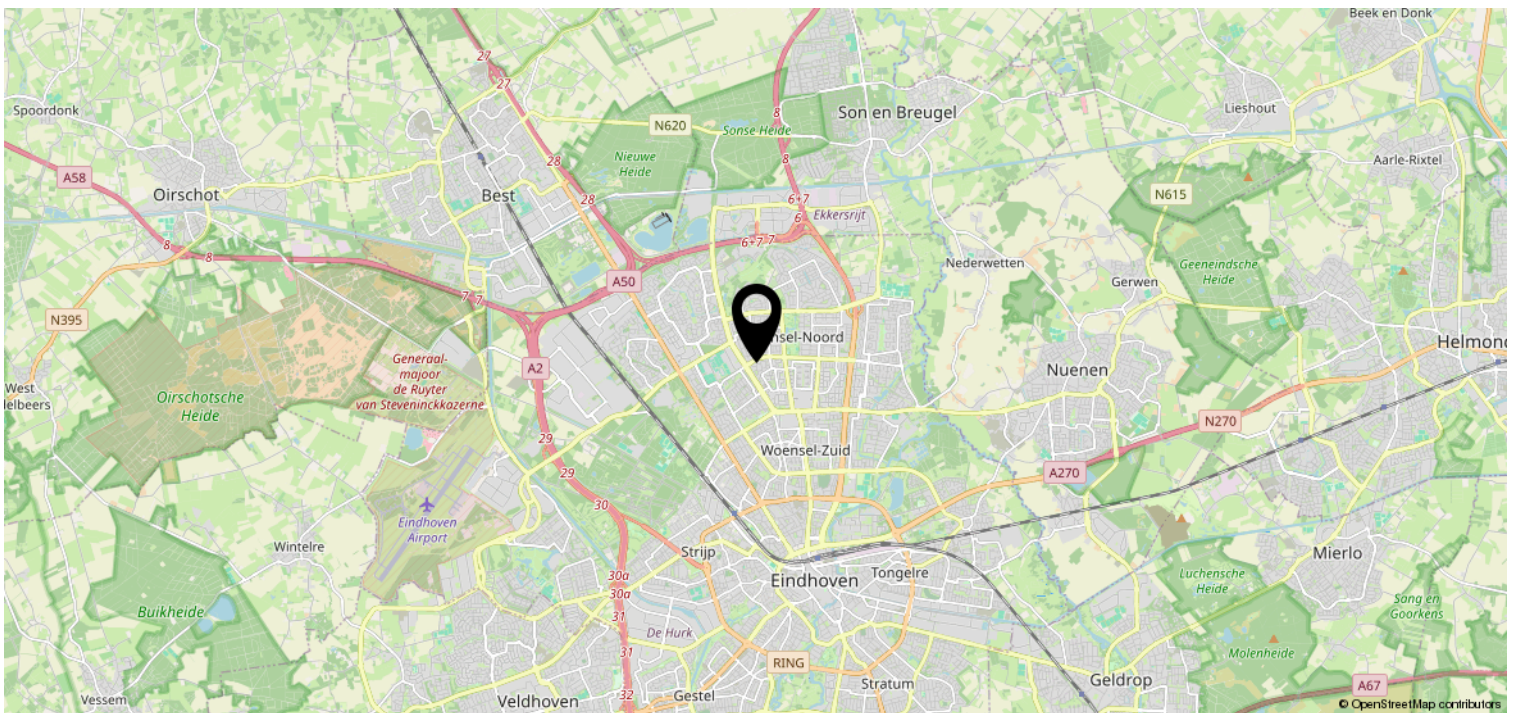 Beek en Donk
27
27
Spoordonk
8
Son en Breugel
Lieshout
N620
Sonse Heide
Nieuwe
Heide
28
8
Aarle-Rixtel
A58
Oirschot
Best
28
N615
6+7
6
Ekkersrijt
8
8
6+7
7
Nederwetten
Geeneindsche
Heide
A50
Gerwen
7
7
N395
nsel-Noord
Helmond
Generaal-
majoor
de Ruyter
van Steveninckkazerne
A2
Nuenen
West
elbeers
Oirschotsche
Heide
N270
29
Woensel-Zuid
29
A270
30
Eindhoven
Airport
Wintelre
Strijp
Mierlo
Eindhoven
Tongelre
30a
30a
Luchensche
Heide
Buikheide
31
Sang en
Goorkens
De Hurk
31
Molenheide
RING
32
Veldhoven
Gestel
Stratum
Geldrop
A67
Vessem
© OpenStreetMap contributors